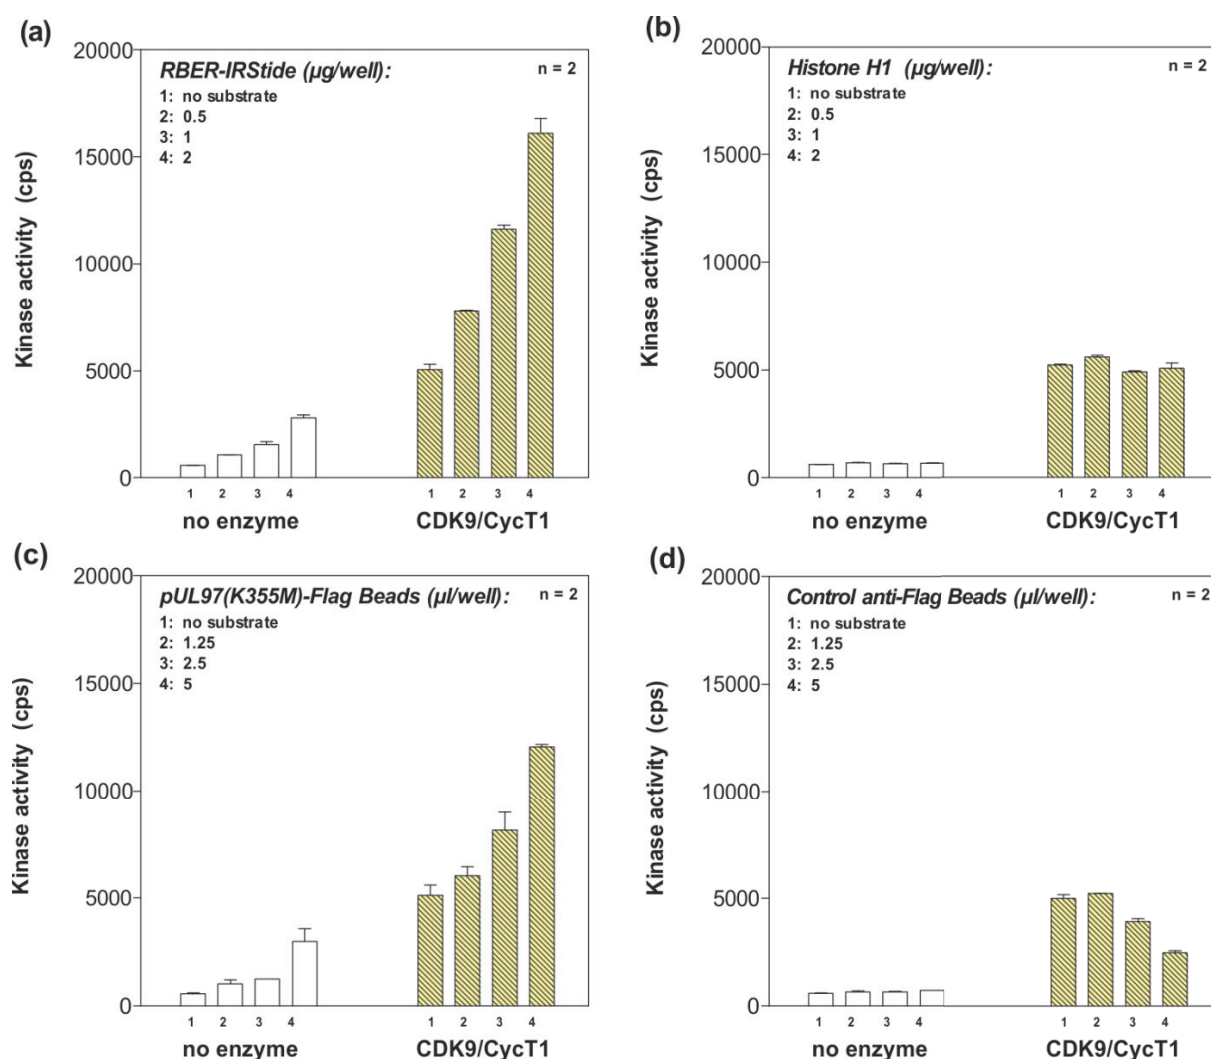 (a)
20000
15000
10000
5000
0
Kinase activity (cps)
RBER-IRStide (µg/well):
n = 2
1: no substrate
2: 0.5
3: 1
4: 2
1 2 3 4 1 2 3 4
no enzyme CDK9/CycT1
(b)
20000
15000
10000
5000
0
Kinase activity (cps)
Histone H1 (µg/well):
n = 2
1: no substrate
2: 0.5
3: 1
4: 2
1 2 3 4 1 2 3 4
no enzyme CDK9/CycT1
(c)
20000
15000
10000
5000
0
Kinase activity (cps)
pUL97(K355M)-Flag Beads (µl/well):
n = 2
1: no substrate
2: 1.25
3: 2.5
4: 5
1 2 3 4 1 2 3 4
no enzyme CDK9/CycT1
(d)
20000
15000
10000
5000
0
Kinase activity (cps)
Control anti-Flag Beads (µl/well):
n = 2
1: no substrate
2: 1.25
3: 2.5
4: 5
1 2 3 4 1 2 3 4
no enzyme CDK9/CycT1